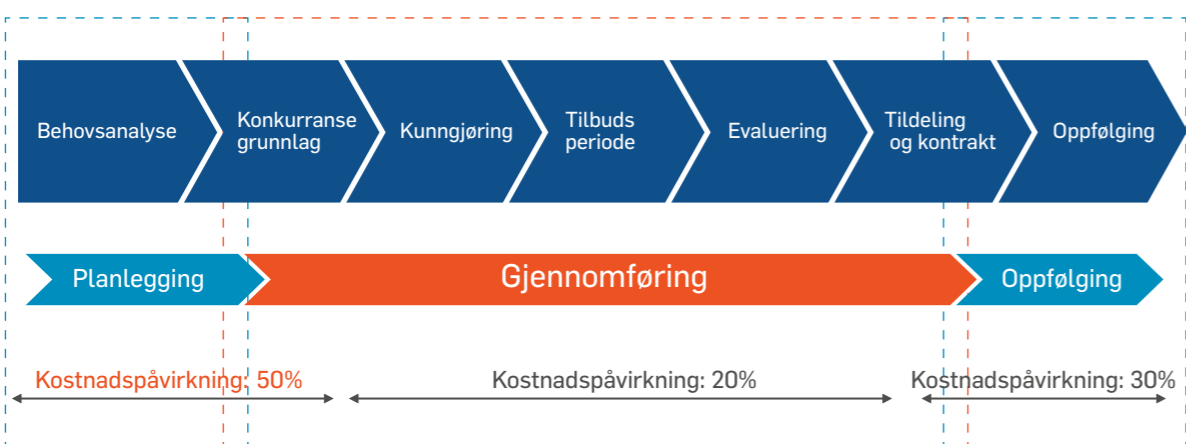 Behovsanalyse
Konkurranse
grunnlag
Kunngjøring
Tilbuds
periode
Evaluering
Tildeling
og kontrakt
Oppfølging
Planlegging
Gjennomføring
Oppfølging
Kostnadspåvirkning: 50%
Kostnadspåvirkning: 20%
Kostnadspåvirkning: 30%